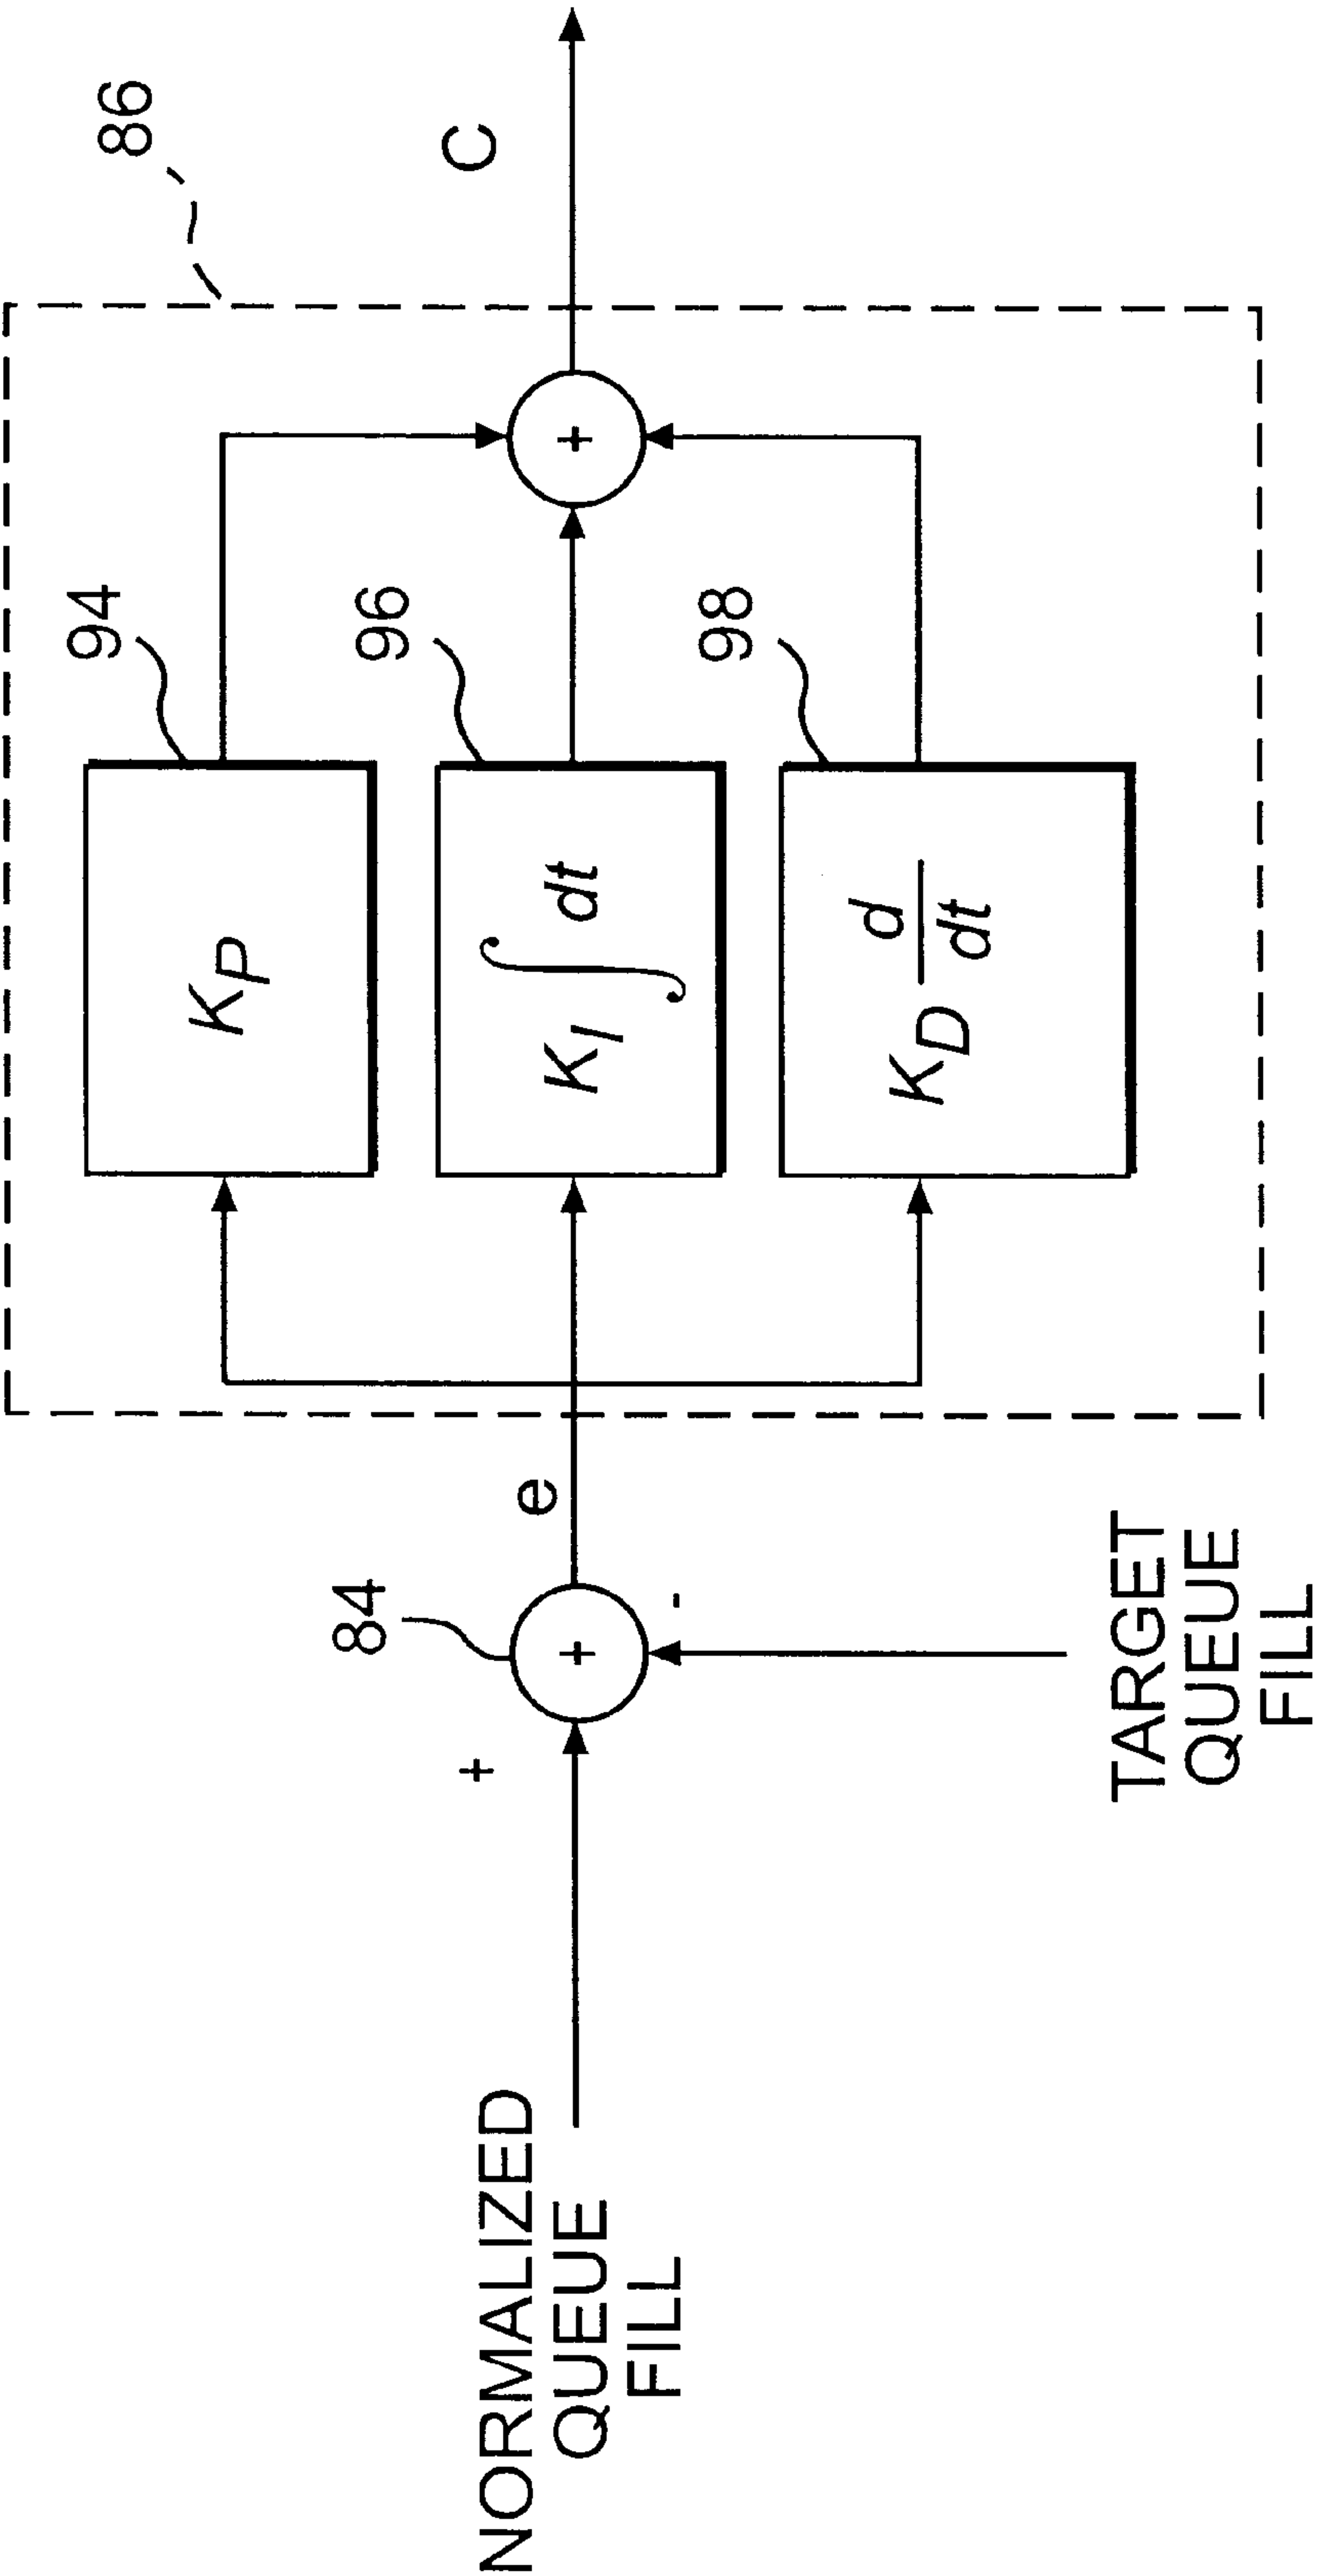 NORMALIZED
QUEUE
FILL
+
84
+
-
TARGET
QUEUE
FILL
e
94
K_P
96
K_I ∫ dt
98
K_D d/dt
+
86
C